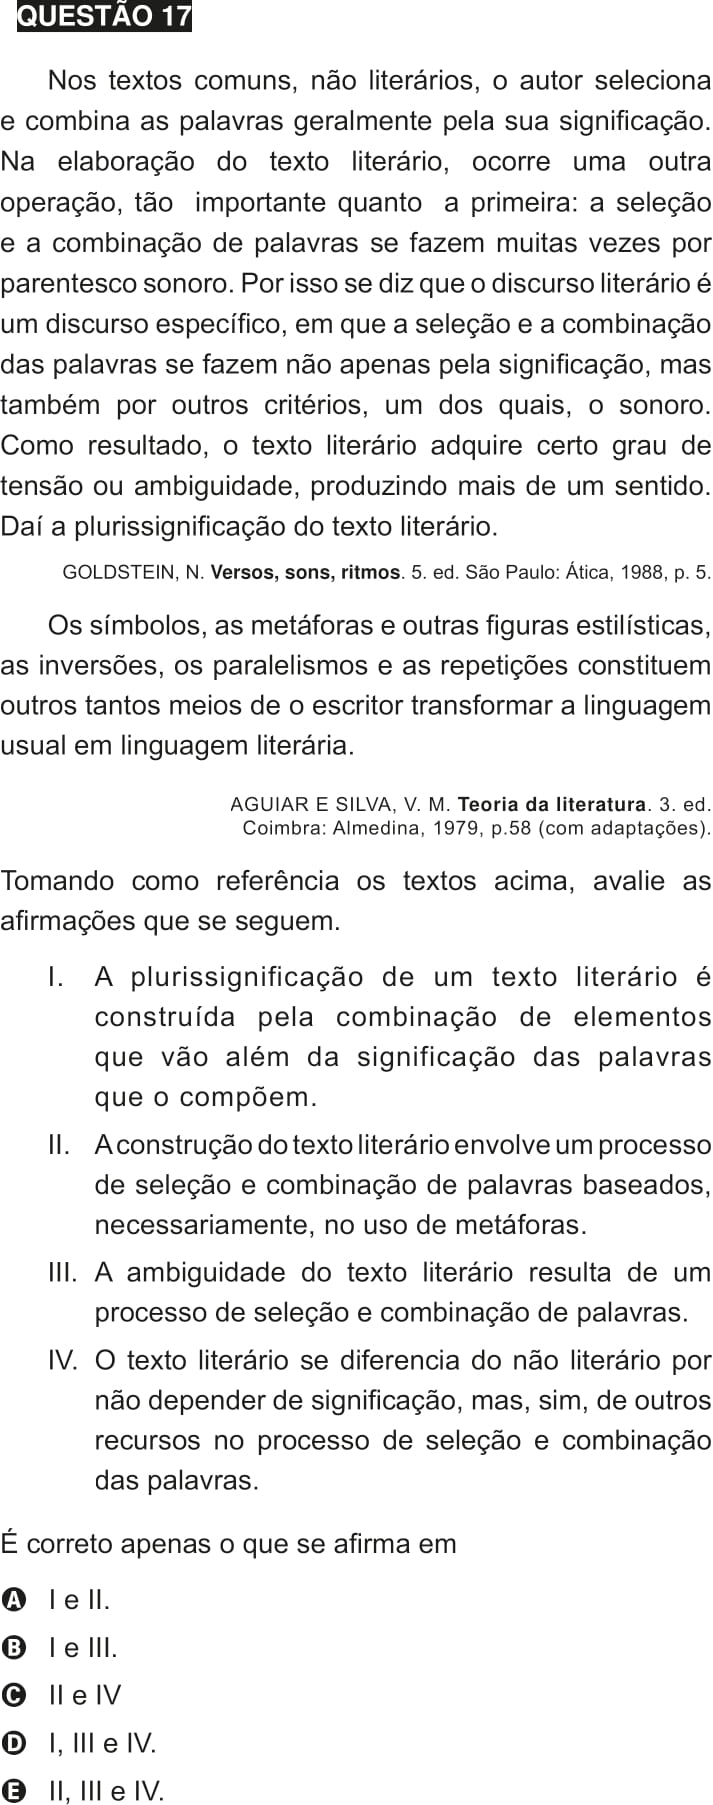 QUESTÃO 17
Nos textos comuns, não literários, o autor seleciona
e combina as palavras geralmente pela sua significação.
Na elaboração do texto literário, ocorre uma outra
operação, tão importante quanto a primeira: a seleção
e a combinação de palavras se fazem muitas vezes por
parentesco sonoro. Por isso se diz que o discurso literário é
um discurso específico, em que a seleção e a combinação
das palavras se fazem não apenas pela significação, mas
também por outros critérios, um dos quais, o sonoro.
Como resultado, o texto literário adquire certo grau de
tensão ou ambiguidade, produzindo mais de um sentido.
Daí a plurissignificação do texto literário.
GOLDSTEIN, N. Versos, sons, ritmos. 5. ed. São Paulo: Ática, 1988, p. 5.
Os símbolos, as metáforas e outras figuras estilísticas,
as inversões, os paralelismos e as repetições constituem
outros tantos meios de o escritor transformar a linguagem
usual em linguagem literária.
AGUIAR E SILVA, V. M. Teoria da literatura. 3. ed.
Coimbra: Almedina, 1979, p.58 (com adaptações).
Tomando como referência os textos acima, avalie as
afirmações que se seguem.
I. A plurissignificação de um texto literário é
construída pela combinação de elementos
que vão além da significação das palavras
que o compõem.
II. A construção do texto literário envolve um processo
de seleção e combinação de palavras baseados,
necessariamente, no uso de metáforas.
III. A ambiguidade do texto literário resulta de um
processo de seleção e combinação de palavras.
IV. O texto literário se diferencia do não literário por
não depender de significação, mas, sim, de outros
recursos no processo de seleção e combinação
das palavras.
É correto apenas o que se afirma em
A I e II.
B I e III.
C II e IV
D I, III e IV.
E II, III e IV.